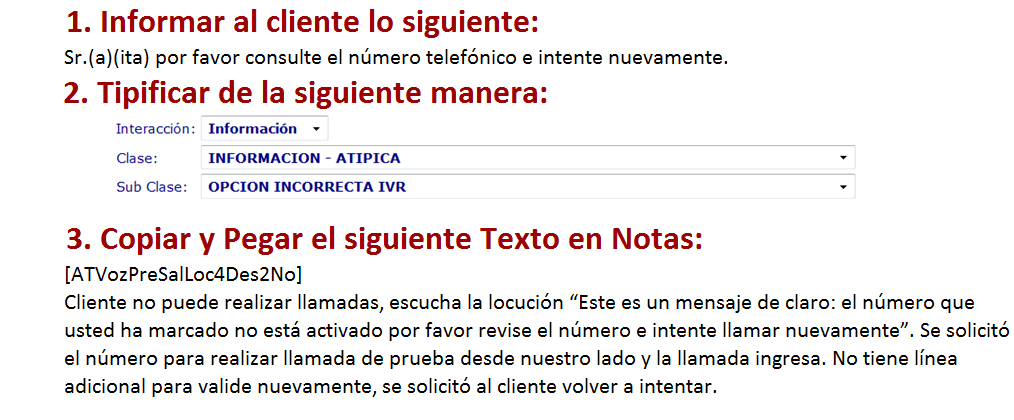 1. Informar al cliente lo siguiente:
Sr.(a)(ita) por favor consulte el número telefónico e intente nuevamente.
2. Tipificar de la siguiente manera:
Interacción: Información
Clase: INFORMACION - ATIPICA
Sub Clase: OPCION INCORRECTA IVR
3. Copiar y Pegar el siguiente Texto en Notas:
[ATVozPreSalLoc4Des2No]
Cliente no puede realizar llamadas, escucha la locución “Este es un mensaje de claro: el número que
usted ha marcado no está activado por favor revise el número e intente llamar nuevamente”. Se solicitó
el número para realizar llamada de prueba desde nuestro lado y la llamada ingresa. No tiene línea
adicional para valide nuevamente, se solicitó al cliente volver a intentar.